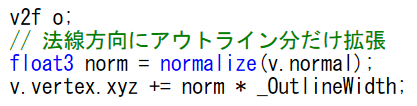 v2f o;
// 法線方向にアウトライン分だけ拡張
float3 norm = normalize(v.normal);
v.vertex.xyz += norm * _OutlineWidth;